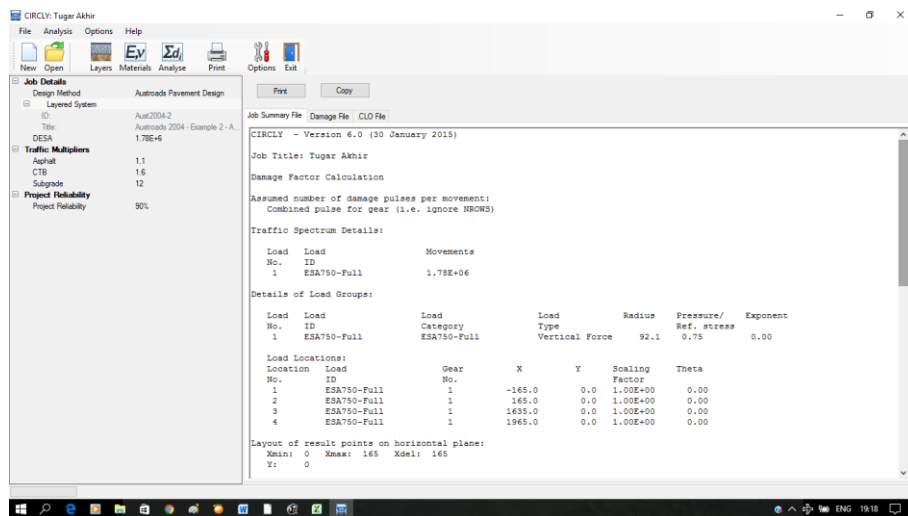 CIRCLY: Tugar Akhir
File Analysis Options Help
New Open Layers Materials Analyse Print Options Exit
Job Details
Design Method Austroads Pavement Design
Layered System
ID: Aust2004-2
Title: Austroads 2004 - Example 2 - A...
DESA 1.78E+6
Traffic Multipliers
Asphalt 1.1
CTB 1.6
Subgrade 12
Project Reliability
Project Reliability 90%
Print Copy
Job Summary File Damage File .CLO File
CIRCLY - Version 6.0 (30 January 2015)
Job Title: Tugar Akhir
Damage Factor Calculation
Assumed number of damage pulses per movement:
Combined pulse for gear (i.e. ignore NROWS)
Traffic Spectrum Details:
Load Load Movements
No. ID
1 ESA750-Full 1.78E+06
Details of Load Groups:
Load Load Load Load Radius Pressure/ Exponent
No. ID Category Type Ref. stress
1 ESA750-Full ESA750-Full Vertical Force 92.1 0.75 0.00
Load Locations:
Location Load Gear X Y Scaling Theta
No. ID No. Factor
1 ESA750-Full 1 -165.0 0.0 1.00E+00 0.00
2 ESA750-Full 1 165.0 0.0 1.00E+00 0.00
3 ESA750-Full 1 1635.0 0.0 1.00E+00 0.00
4 ESA750-Full 1 1965.0 0.0 1.00E+00 0.00
Layout of result points on horizontal plane:
Xmin: 0 Xmax: 165 Xdel: 165
Y: 0
ENG 19:18